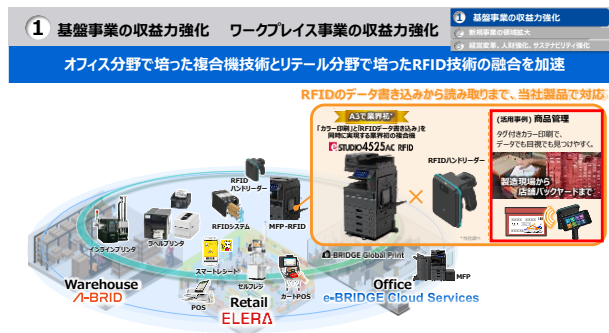 ① 基盤事業の収益力強化 ワークプレイス事業の収益力強化
① 基盤事業の収益力強化
② 新規事業の領域拡大
③ 経営変革、人財強化、サステナビリティ強化
オフィス分野で培った複合機技術とリテール分野で培ったRFID技術の融合を加速
RFIDのデータ書き込みから読み取りまで、当社製品で対応
A3で業界初*
「カラー印刷」と「RFIDデータ書き込み」を
同時に実現する業界初の複合機
e-STUDIO4525AC RFID
RFIDハンドリーダー
×
(活用事例) 商品管理
タグ付きカラー印刷で、
データでも目視でも見つけやすく。
製造現場から
店舗バックヤードまで
RFID
ハンドリーダー
インラインプリンタ
ラベルプリンタ
RFIDシステム
MFP-RFID
スマートレシート
セルフレジ
POS
カートPOS
BRIDGE Global Print
MFP
Warehouse
A-BRID
Retail
ELERA
Office
e-BRIDGE Cloud Services